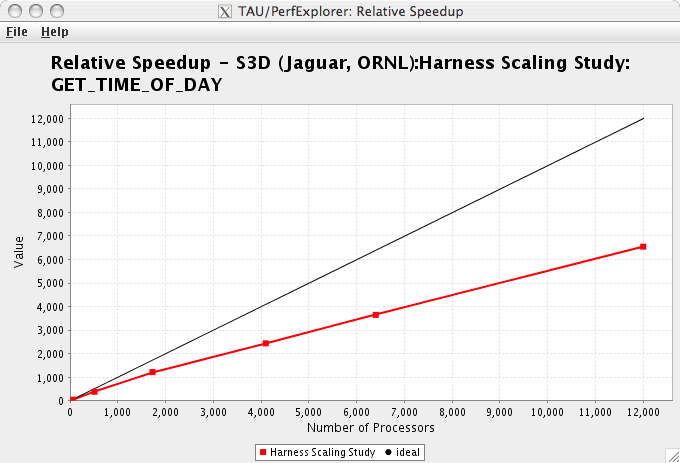 TAU/PerfExplorer: Relative Speedup
File Help
Relative Speedup - S3D (Jaguar, ORNL):Harness Scaling Study:
GET_TIME_OF_DAY
12,000
11,000
10,000
9,000
8,000
7,000
6,000
5,000
4,000
3,000
2,000
1,000
0
Value
0 1,000 2,000 3,000 4,000 5,000 6,000 7,000 8,000 9,000 10,000 11,000 12,000
Number of Processors
Harness Scaling Study ideal